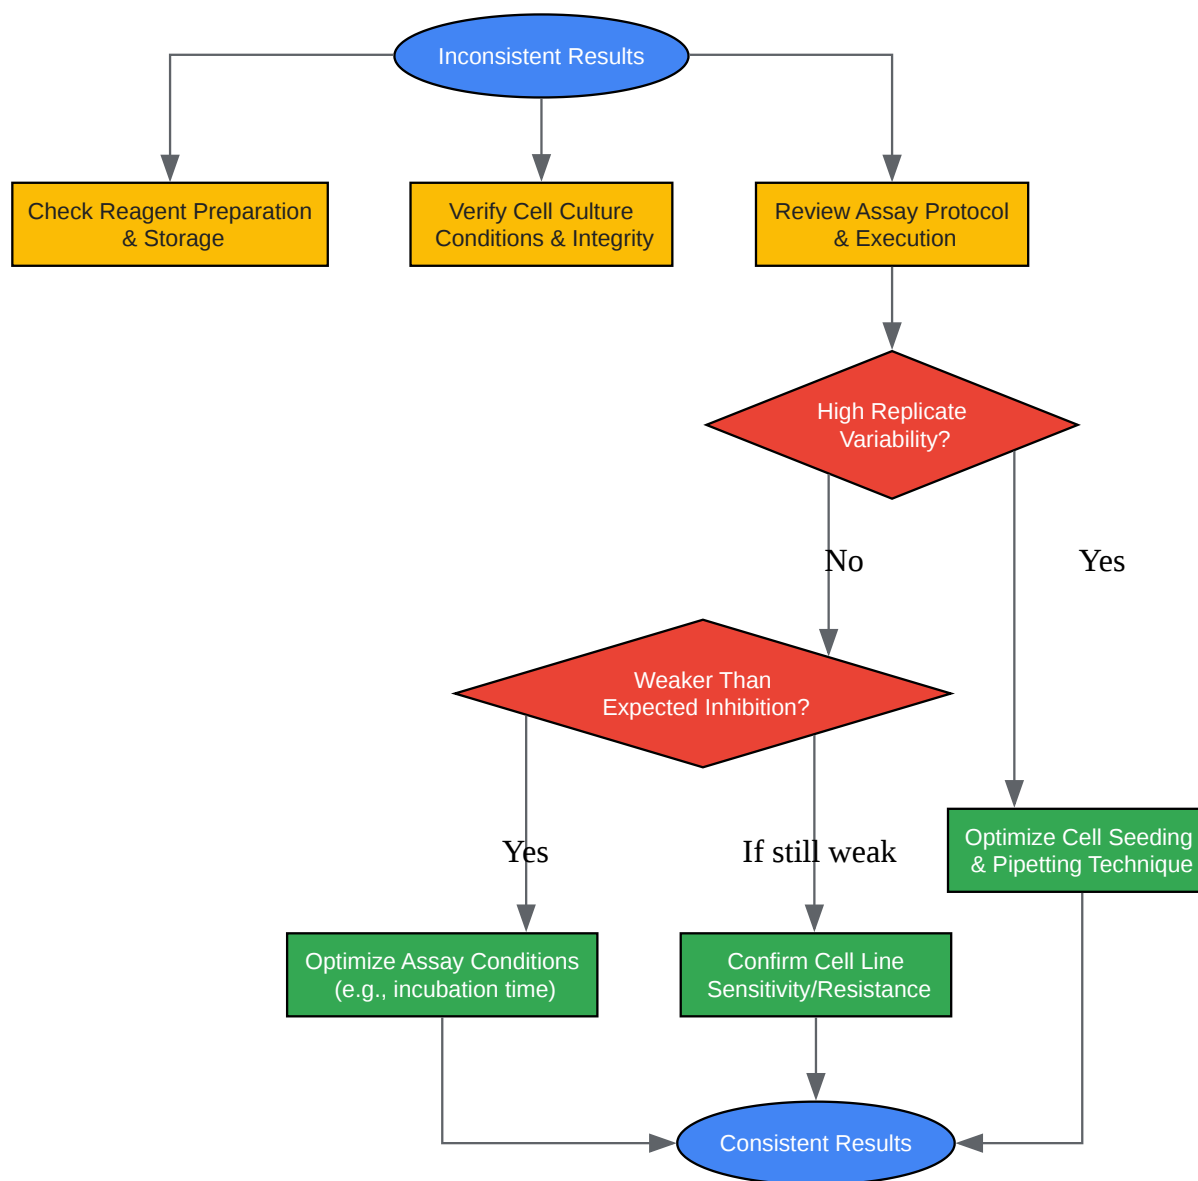 Inconsistent Results
Check Reagent Preparation
& Storage
Verify Cell Culture
Conditions & Integrity
Review Assay Protocol
& Execution
High Replicate
Variability?
No
Yes
Weaker Than
Expected Inhibition?
Yes
If still weak
Optimize Cell Seeding
& Pipetting Technique
Optimize Assay Conditions
(e.g., incubation time)
Confirm Cell Line
Sensitivity/Resistance
Consistent Results